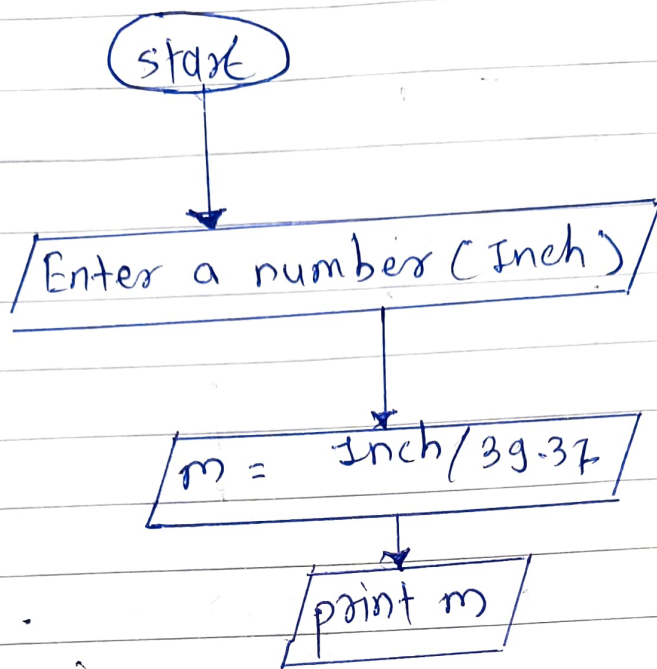 start
Enter a number (Inch)
m = Inch/39.37
print m